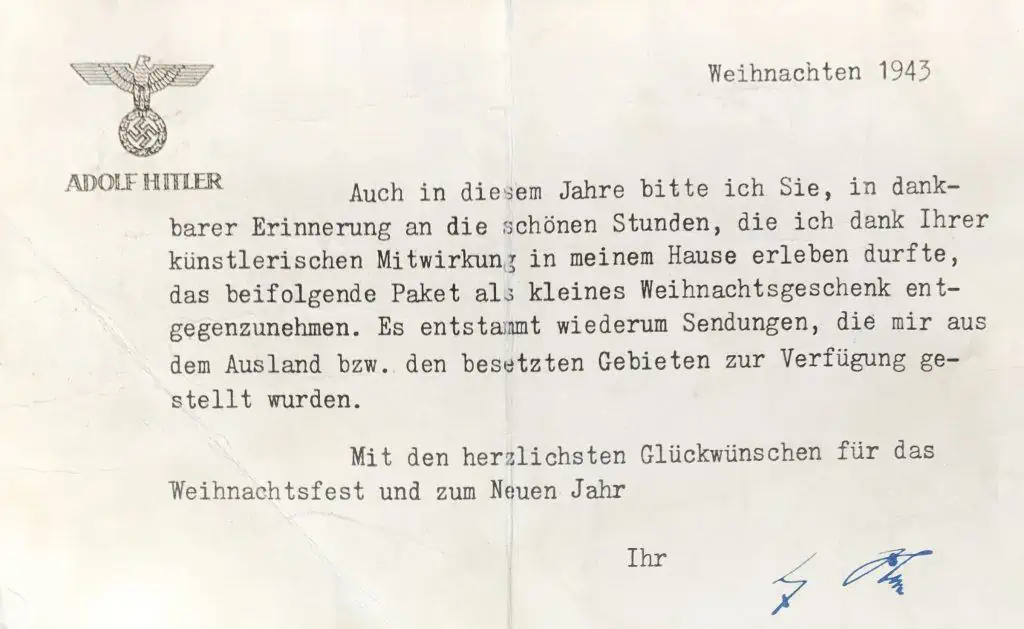 Weihnachten 1943
ADOLF HITLER
Auch in diesem Jahre bitte ich Sie, in dank-
barer Erinnerung an die schönen Stunden, die ich dank Ihrer
künstlerischen Mitwirkung in meinem Hause erleben durfte,
das beifolgende Paket als kleines Weihnachtsgeschenk ent-
gegenzunehmen. Es entstammt wiederum Sendungen, die mir aus
dem Ausland bzw. den besetzten Gebieten zur Verfügung ge-
stellt wurden.
Mit den herzlichsten Glückwünschen für das
Weihnachtsfest und zum Neuen Jahr
Ihr